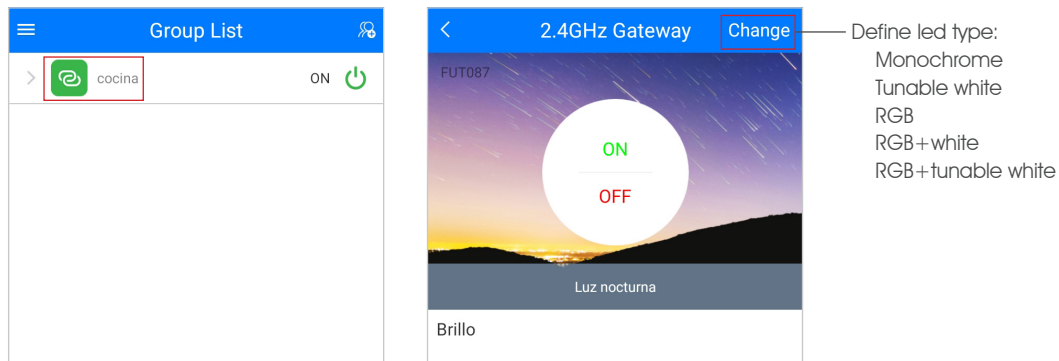 Group List
cocina
ON
2.4GHz Gateway
Change
FUT087
ON
OFF
Luz nocturna
Brillo
Define led type:
Monochrome
Tunable white
RGB
RGB+white
RGB+tunable white